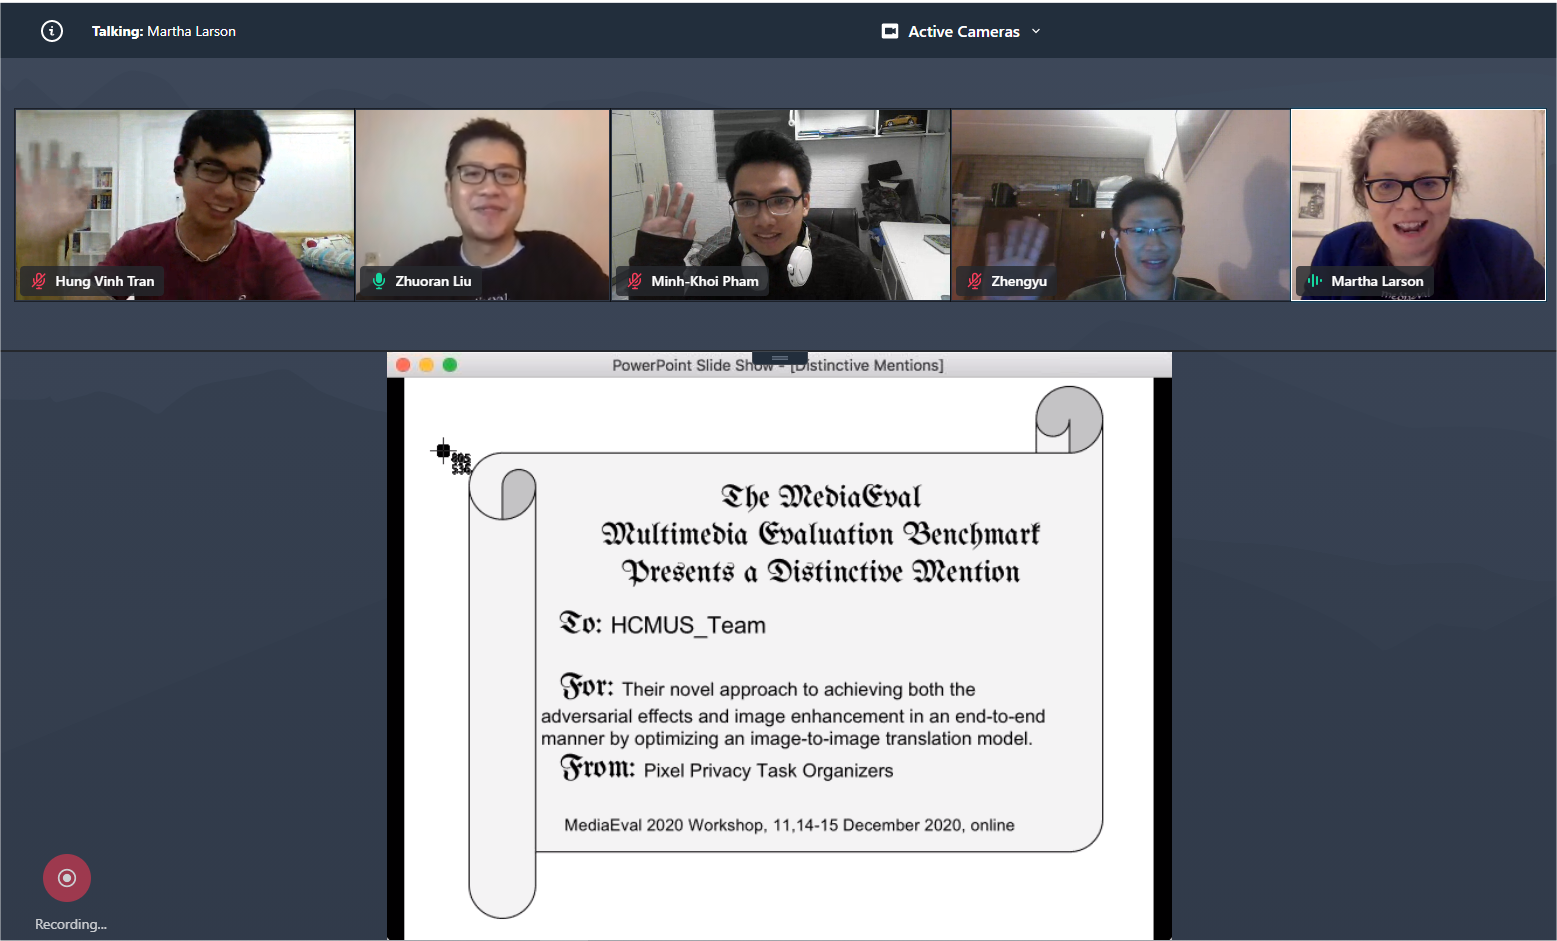 Talking: Martha Larson
Active Cameras
Hung Vinh Tran
Zhuoran Liu
Minh-Khoi Pham
Zhengyu
Martha Larson
PowerPoint Slide Show - [Distinctive Mentions]
The MediaEval
Multimedia Evaluation Benchmark
Presents a Distinctive Mention
To: HCMUS_Team
For: Their novel approach to achieving both the
adversarial effects and image enhancement in an end-to-end
manner by optimizing an image-to-image translation model.
From: Pixel Privacy Task Organizers
MediaEval 2020 Workshop, 11,14-15 December 2020, online
Recording...